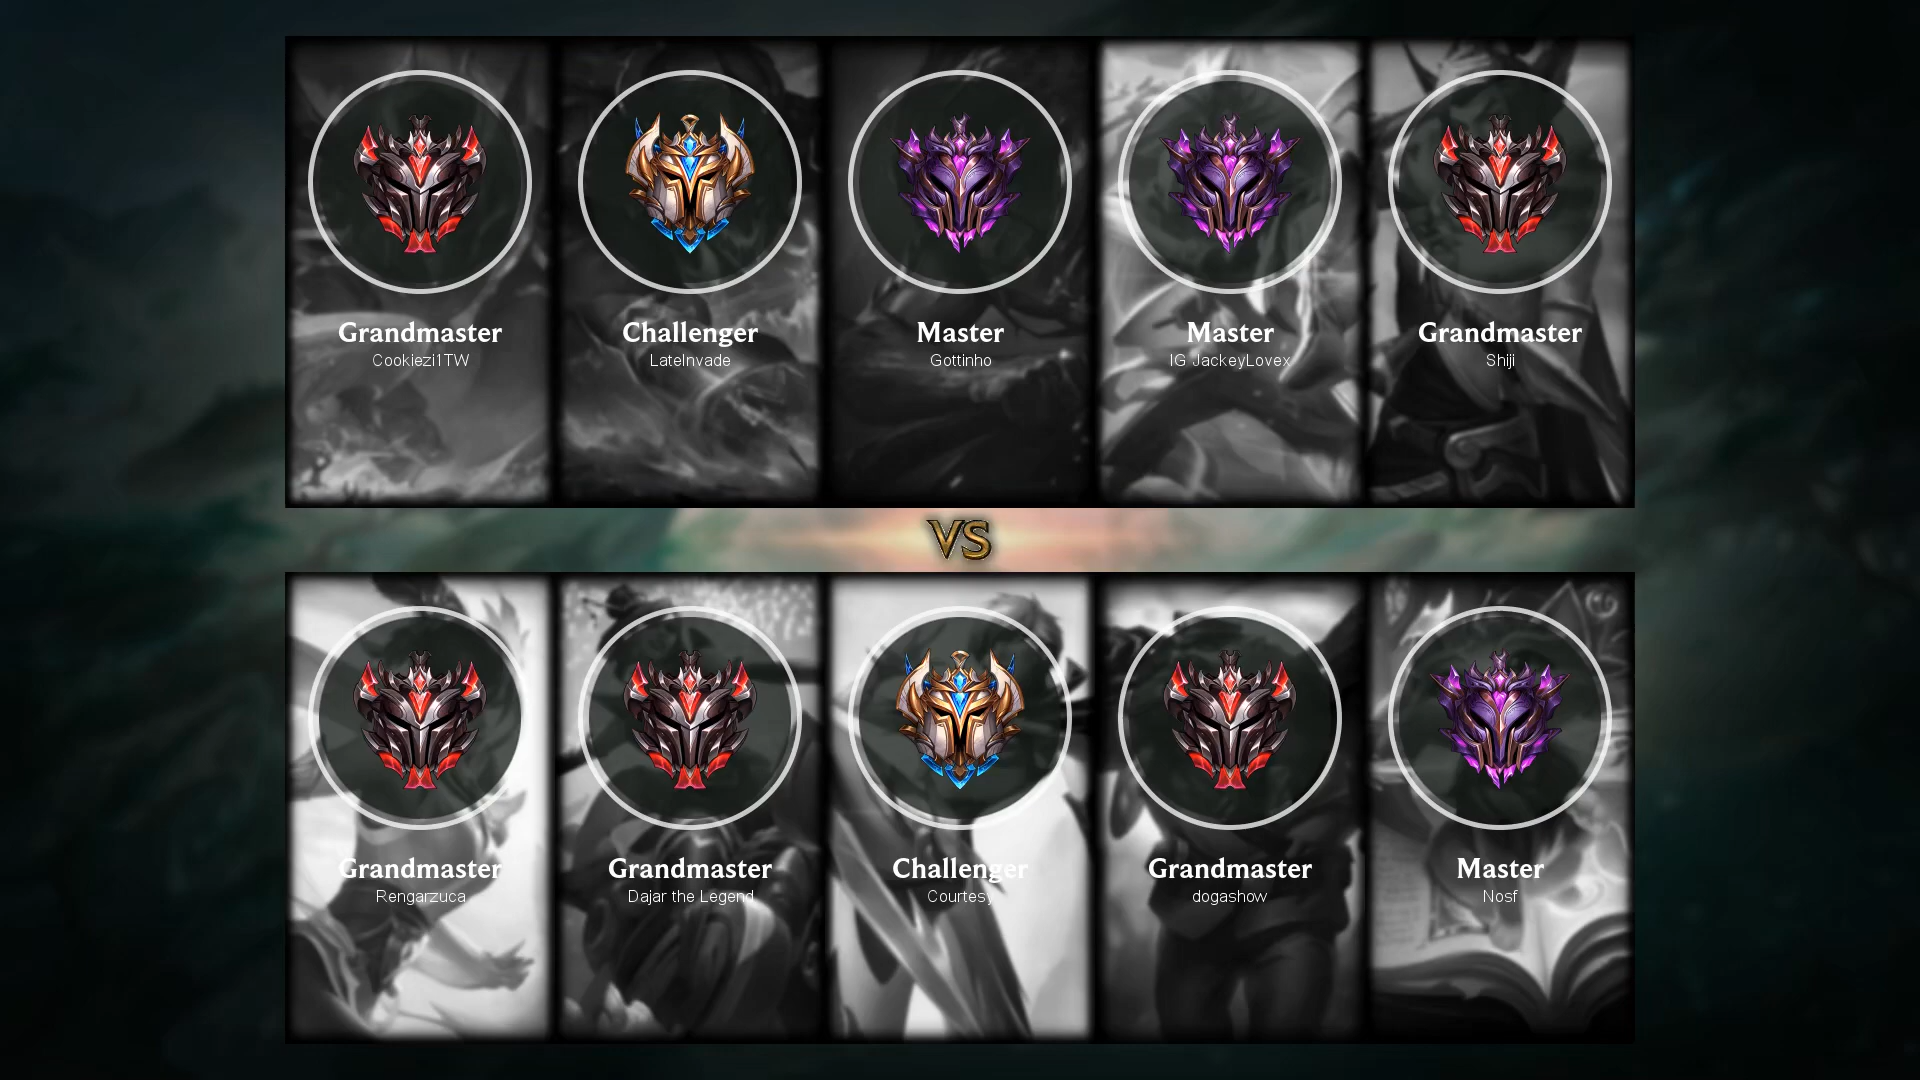 Grandmaster
Cookiezi1TW
Challenger
LateInvade
Master
Gottinho
Master
IG JackeyLovex
Grandmaster
Shiji
VS
Grandmaster
Rengarzuca
Grandmaster
Dajar the Legend
Challenger
Courtesy
Grandmaster
dogashow
Master
Nosf